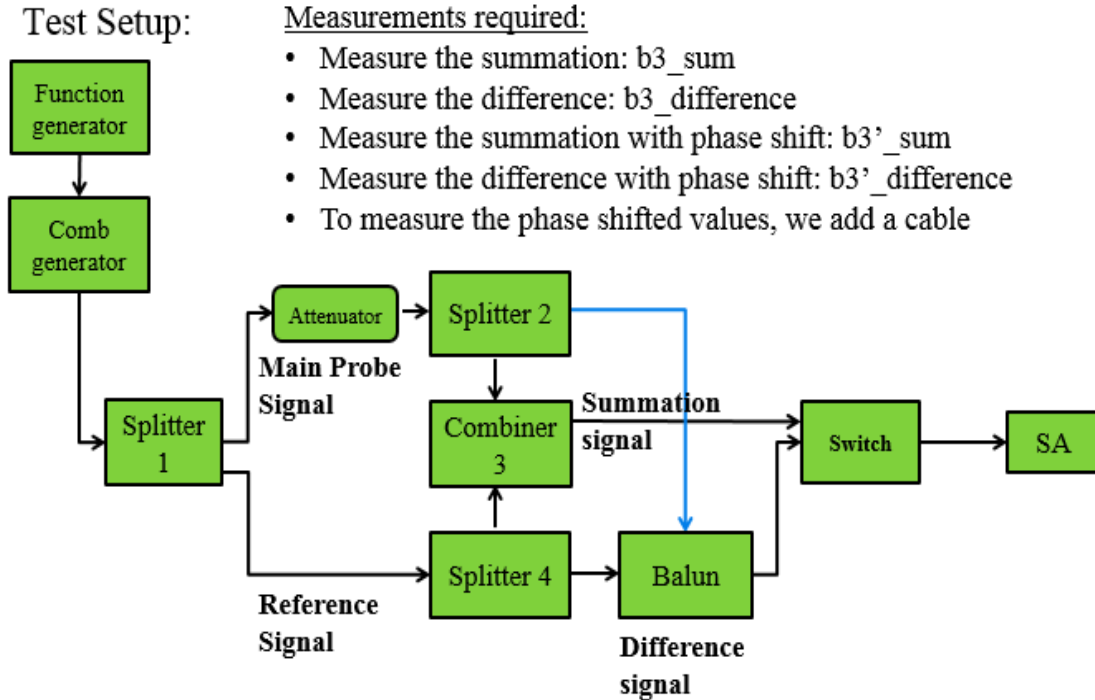 Test Setup:
Measurements required:
• Measure the summation: b3_sum
• Measure the difference: b3_difference
• Measure the summation with phase shift: b3’_sum
• Measure the difference with phase shift: b3’_difference
• To measure the phase shifted values, we add a cable
Function
generator
Comb
generator
Splitter
1
Attenuator
Main Probe
Signal
Splitter 2
Combiner
3
Summation
signal
Switch
SA
Splitter 4
Reference
Signal
Balun
Difference
signal